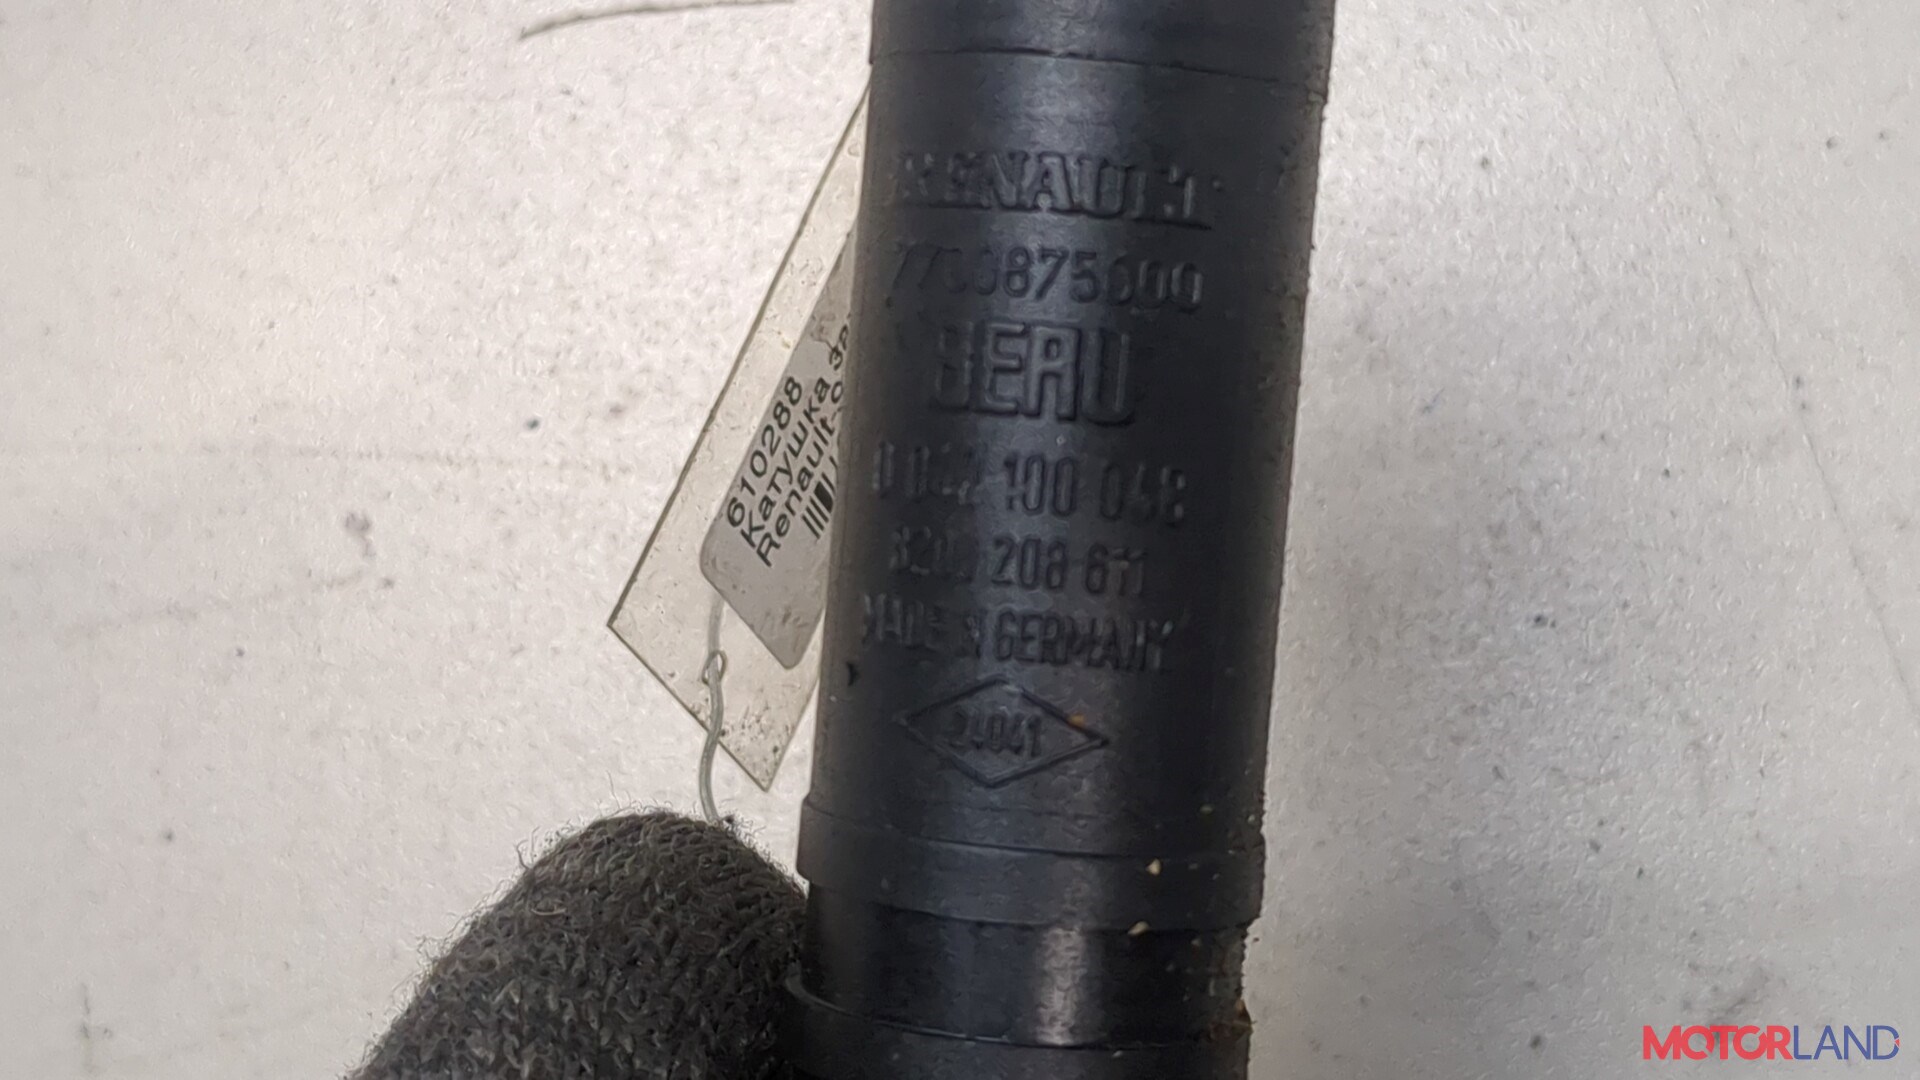 RENAULT
7700875000
BERU
0 040 100 048
8200 208 611
MADE IN GERMANY
24041
610288
Катушка
Renault
MOTORLAND